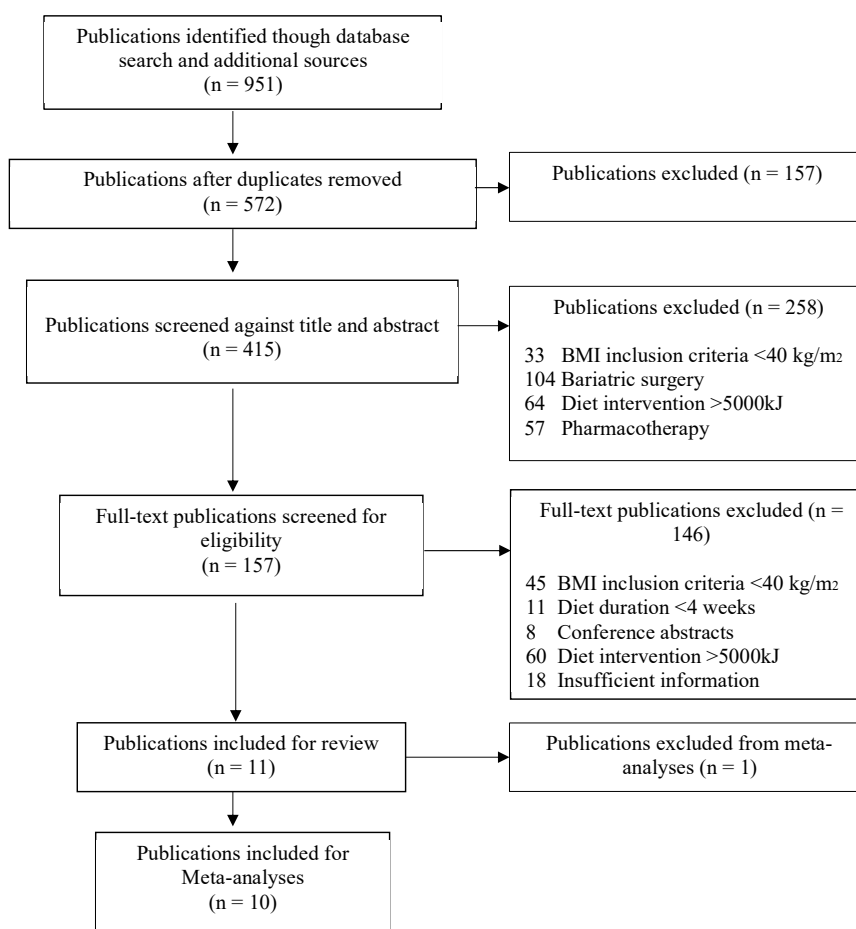 Publications identified though database
search and additional sources
(n = 951)
Publications after duplicates removed
(n = 572)
Publications excluded (n = 157)
Publications screened against title and abstract
(n = 415)
Publications excluded (n = 258)
33 BMI inclusion criteria <40 kg/m2
104 Bariatric surgery
64 Diet intervention >5000kJ
57 Pharmacotherapy
Full-text publications screened for
eligibility
(n = 157)
Full-text publications excluded (n =
146)
45 BMI inclusion criteria <40 kg/m2
11 Diet duration <4 weeks
8 Conference abstracts
60 Diet intervention >5000kJ
18 Insufficient information
Publications included for review
(n = 11)
Publications excluded from meta-
analyses (n = 1)
Publications included for
Meta-analyses
(n = 10)